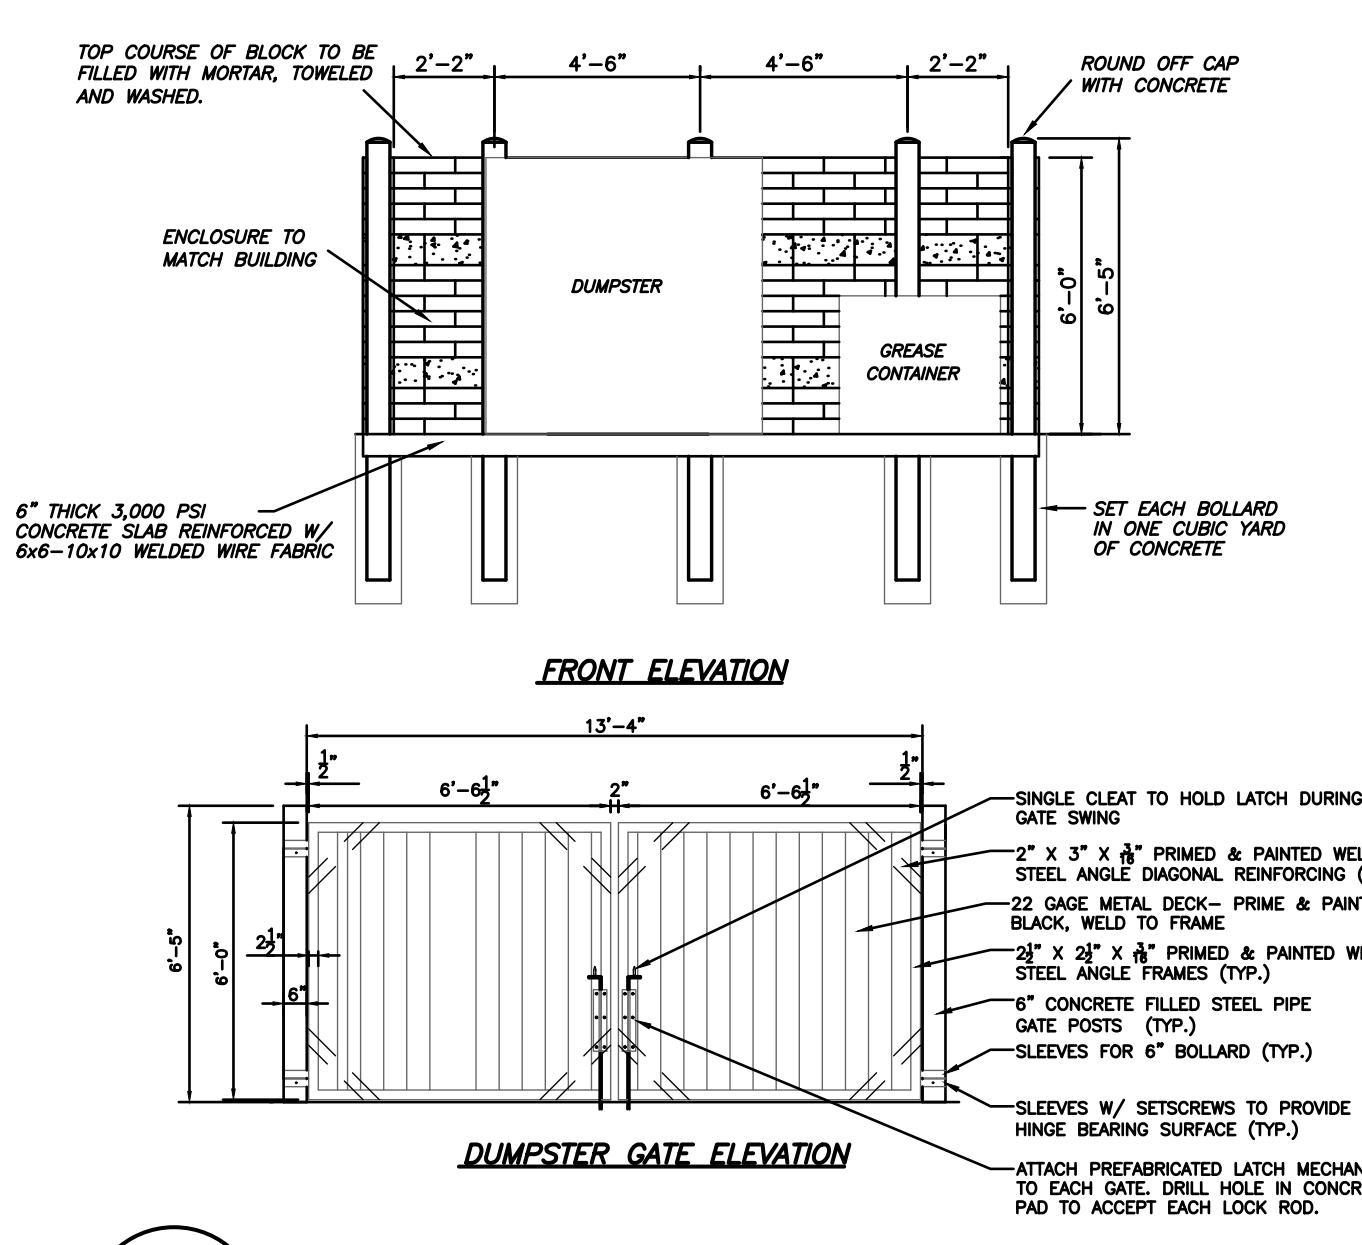 TOP COURSE OF BLOCK TO BE
FILLED WITH MORTAR, TOWELED
AND WASHED.
2'-2"
4'-6"
4'-6"
2'-2"
ROUND OFF CAP
WITH CONCRETE
ENCLOSURE TO
MATCH BUILDING
DUMPSTER
GREASE
CONTAINER
6'-0"
6'-5"
6" THICK 3,000 PSI
CONCRETE SLAB REINFORCED W/
6x6-10x10 WELDED WIRE FABRIC
SET EACH BOLLARD
IN ONE CUBIC YARD
OF CONCRETE
FRONT ELEVATION
13'-4"
1/2"
6'-6 1/2"
2"
6'-6 1/2"
1/2"
6'-5"
6'-0"
2 1/2"
6"
SINGLE CLEAT TO HOLD LATCH DURING
GATE SWING
2" X 3" X 3/16" PRIMED & PAINTED WEL
STEEL ANGLE DIAGONAL REINFORCING (
22 GAGE METAL DECK- PRIME & PAINT
BLACK, WELD TO FRAME
2 1/2" X 2 1/2" X 3/16" PRIMED & PAINTED WE
STEEL ANGLE FRAMES (TYP.)
6" CONCRETE FILLED STEEL PIPE
GATE POSTS (TYP.)
SLEEVES FOR 6" BOLLARD (TYP.)
SLEEVES W/ SETSCREWS TO PROVIDE
HINGE BEARING SURFACE (TYP.)
ATTACH PREFABRICATED LATCH MECHAN
TO EACH GATE. DRILL HOLE IN CONCR
PAD TO ACCEPT EACH LOCK ROD.
DUMPSTER GATE ELEVATION